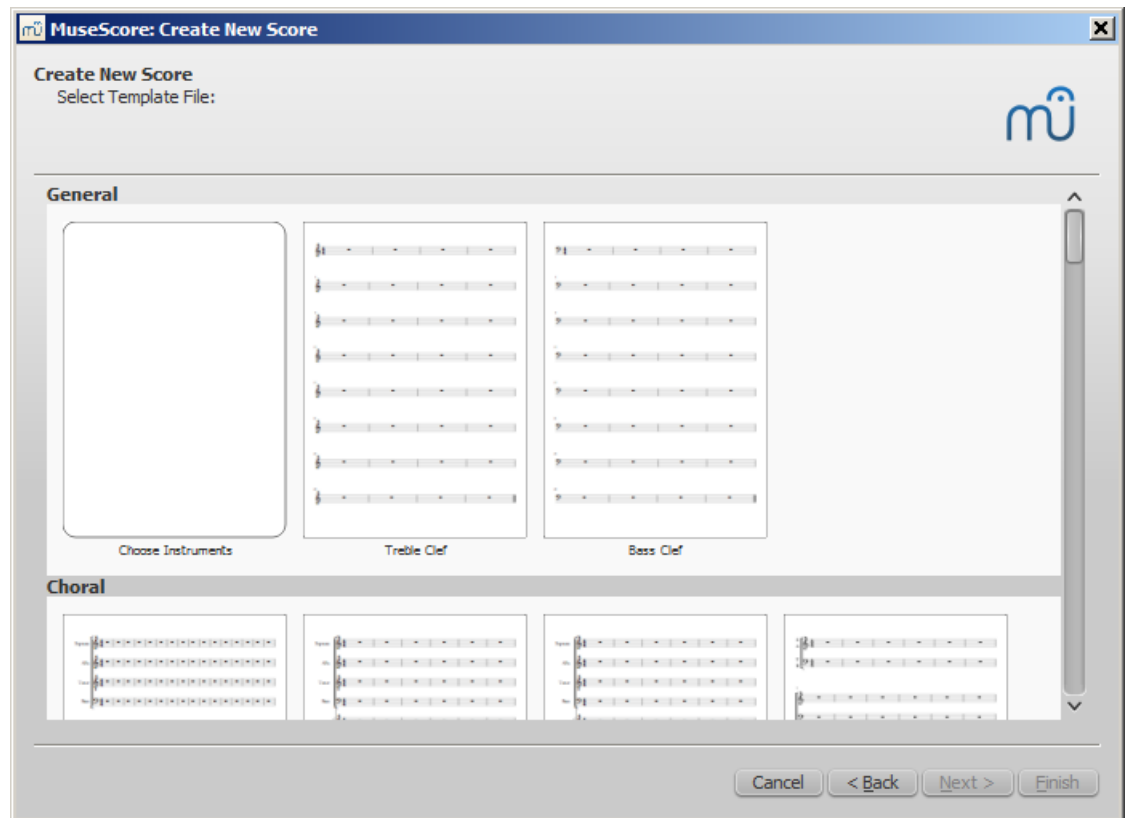 MuseScore: Create New Score
Create New Score
Select Template File:
General
Choose Instruments
Treble Clef
Bass Clef
Choral
Cancel
< Back
Next >
Finish